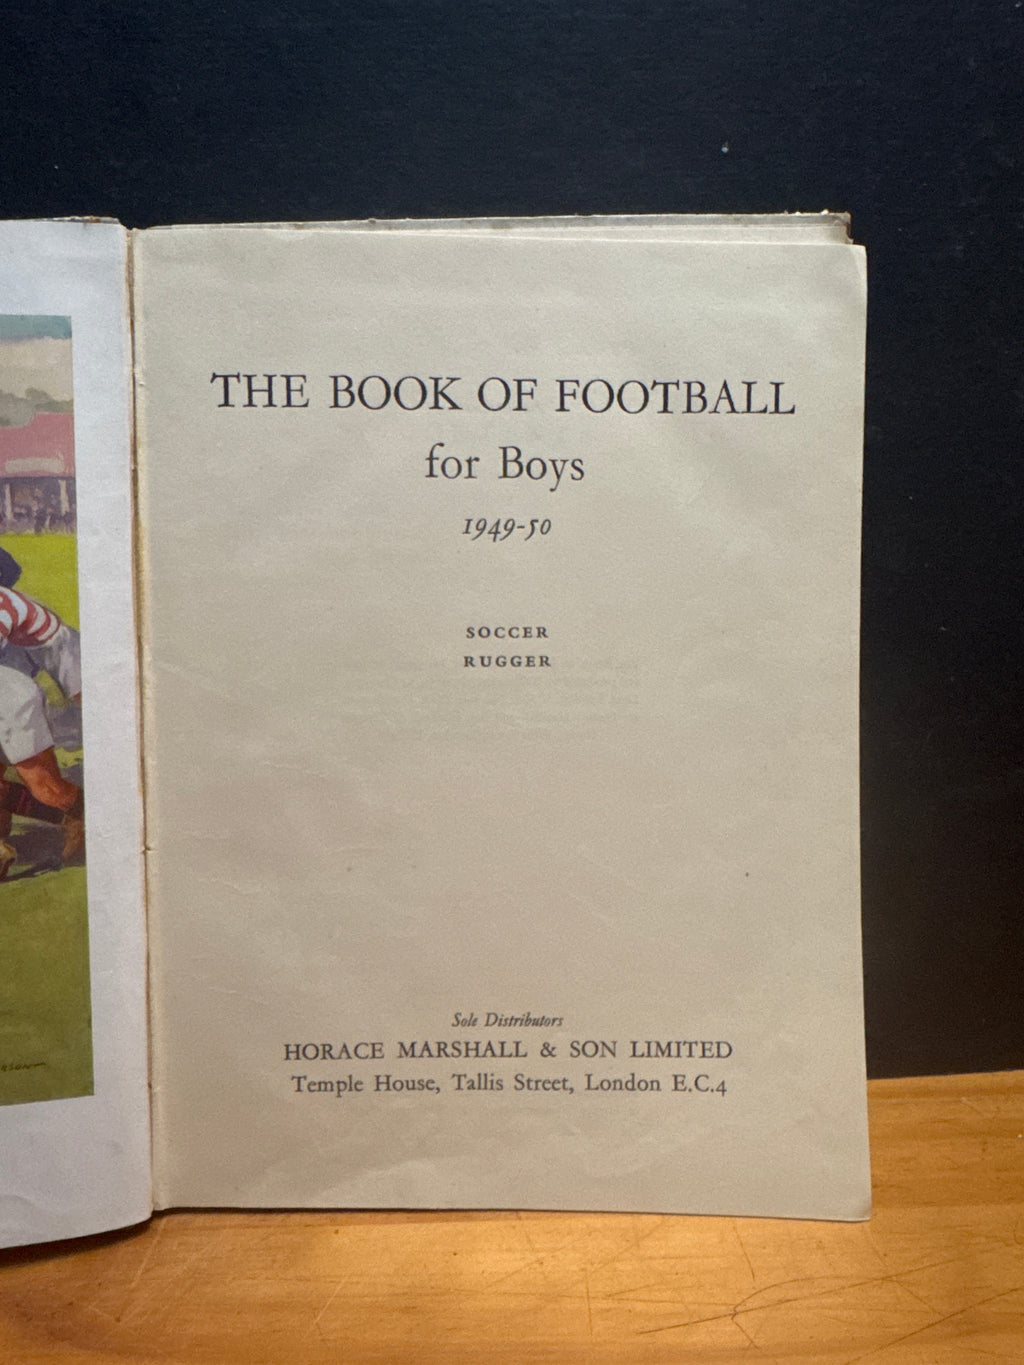 THE BOOK OF FOOTBALL
for Boys
1949-50
SOCCER
RUGGER
Sole Distributors
HORACE MARSHALL & SON LIMITED
Temple House, Tallis Street, London E.C.4